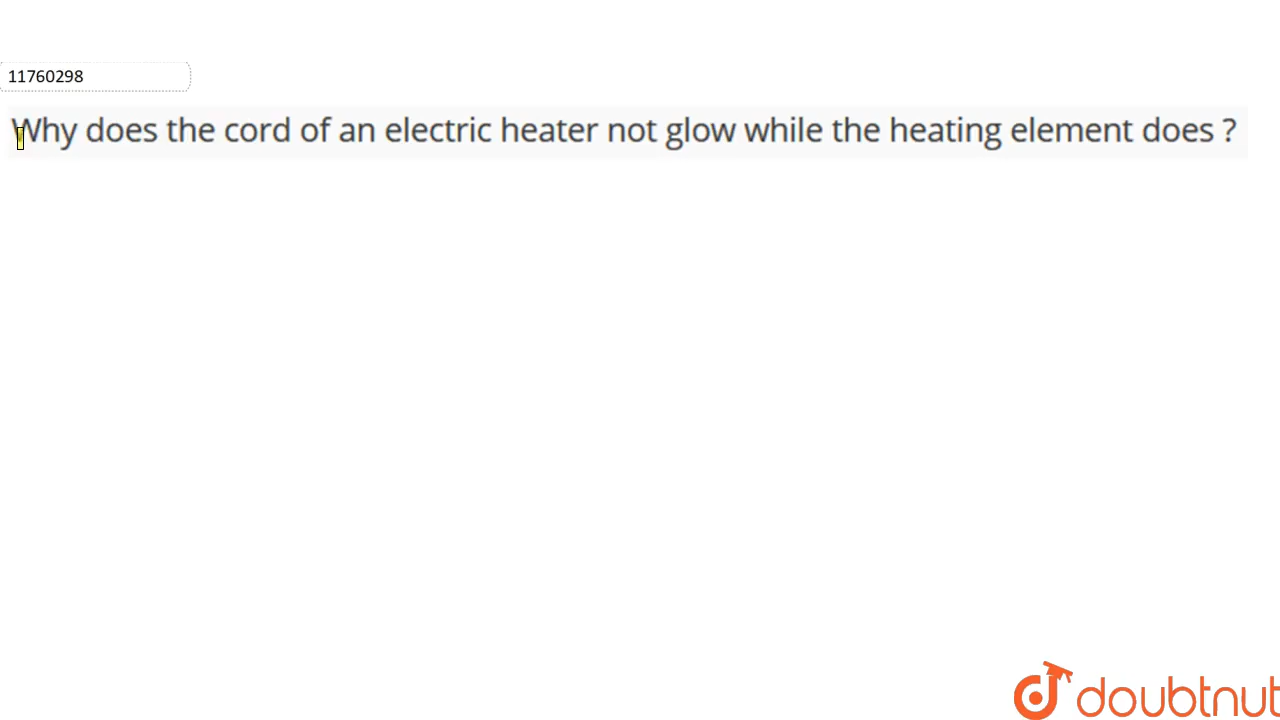 11760298
Why does the cord of an electric heater not glow while the heating element does ?
doubtnut